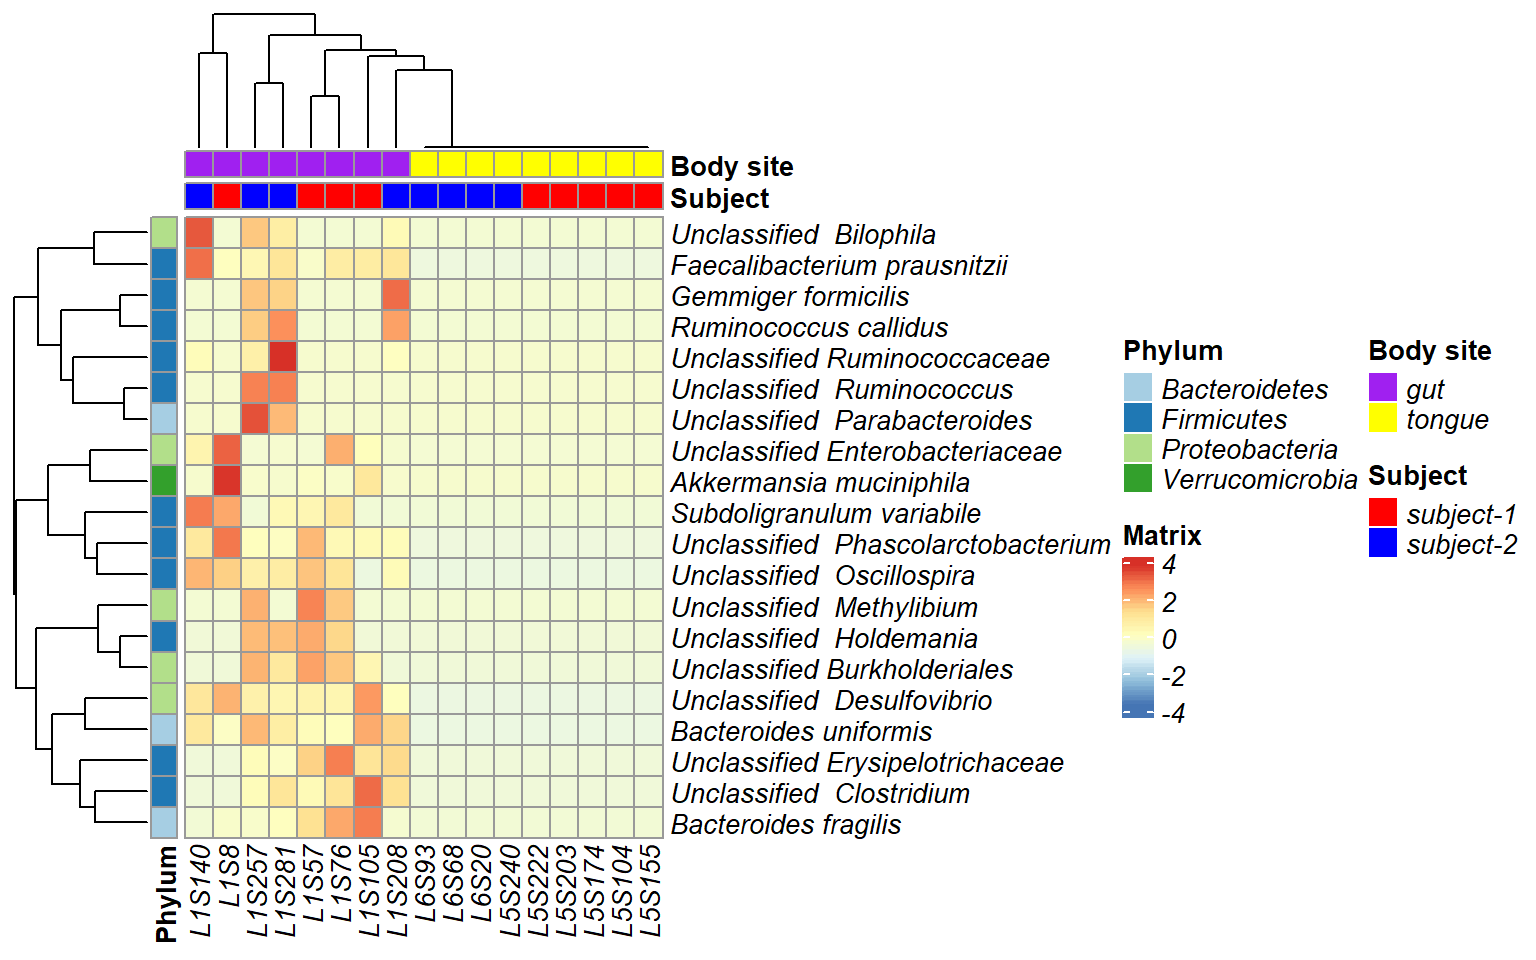 Body site
Subject
Unclassified  Bilophila
Faecalibacterium prausnitzii
Gemmiger formicilis
Ruminococcus callidus
Unclassified Ruminococcaceae
Unclassified  Ruminococcus
Unclassified  Parabacteroides
Unclassified Enterobacteriaceae
Akkermansia muciniphila
Subdoligranulum variabile
Unclassified  Phascolarctobacterium
Unclassified  Oscillospira
Unclassified  Methylibium
Unclassified  Holdemania
Unclassified Burkholderiales
Unclassified  Desulfovibrio
Bacteroides uniformis
Unclassified Erysipelotrichaceae
Unclassified  Clostridium
Bacteroides fragilis
Phylum
L1S140
L1S8
L1S257
L1S281
L1S57
L1S76
L1S105
L1S208
L6S93
L6S68
L6S20
L5S240
L5S222
L5S203
L5S174
L5S104
L5S155
Phylum
Bacteroidetes
Firmicutes
Proteobacteria
Verrucomicrobia
Matrix
4
2
0
-2
-4
Body site
gut
tongue
Subject
subject-1
subject-2